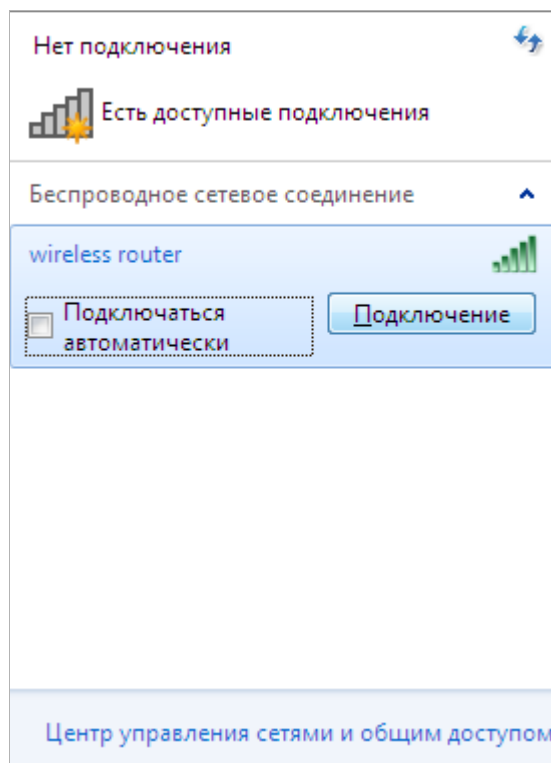 Нет подключения
Есть доступные подключения
Беспроводное сетевое соединение
wireless router
Подключаться
автоматически
Подключение
Центр управления сетями и общим доступом